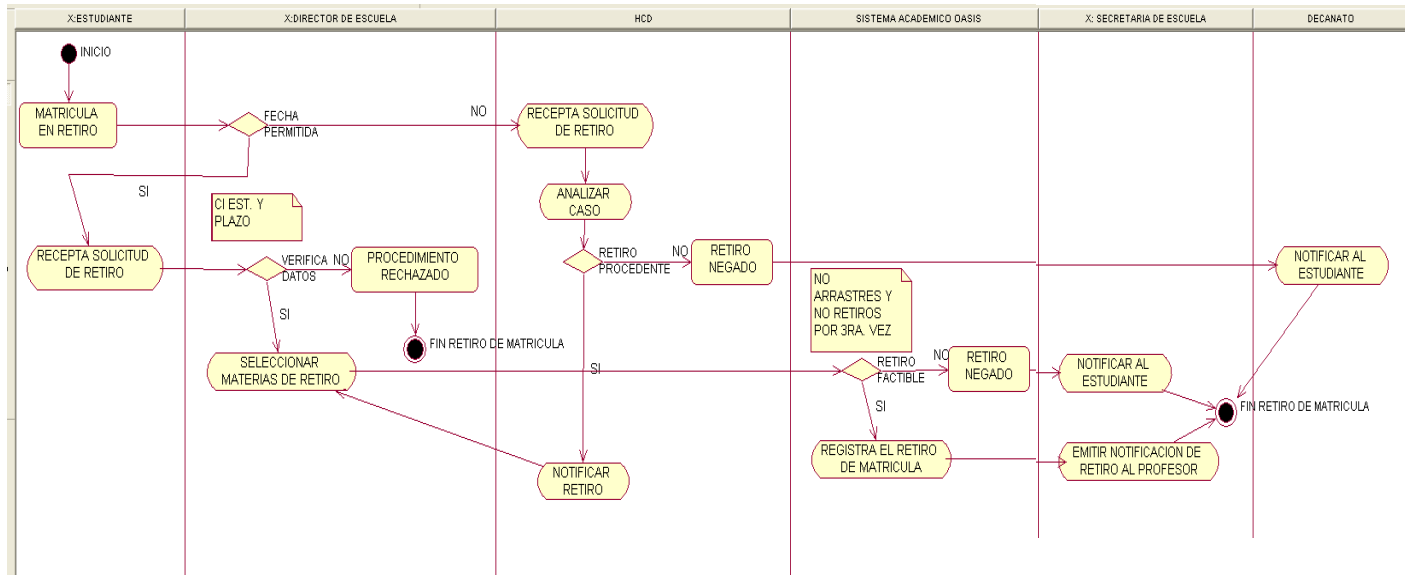 X:ESTUDIANTE
X:DIRECTOR DE ESCUELA
HCD
SISTEMA ACADEMICO OASIS
X: SECRETARIA DE ESCUELA
DECANATO
INICIO
MATRICULA
EN RETIRO
FECHA
PERMITIDA
NO
RECEPTA SOLICITUD
DE RETIRO
SI
CI EST. Y
PLAZO
ANALIZAR
CASO
RECEPTA SOLICITUD
DE RETIRO
VERIFICA
DATOS
NO
PROCEDIMIENTO
RECHAZADO
RETIRO
PROCEDENTE
NO
RETIRO
NEGADO
NO
ARRASTRES Y
NO RETIROS
POR 3RA. VEZ
NOTIFICAR AL
ESTUDIANTE
SI
FIN RETIRO DE MATRICULA
SELECCIONAR
MATERIAS DE RETIRO
SI
RETIRO
FACTIBLE
NO
RETIRO
NEGADO
NOTIFICAR AL
ESTUDIANTE
SI
FIN RETIRO DE MATRICULA
REGISTRA EL RETIRO
DE MATRICULA
EMITIR NOTIFICACION DE
RETIRO AL PROFESOR
NOTIFICAR
RETIRO